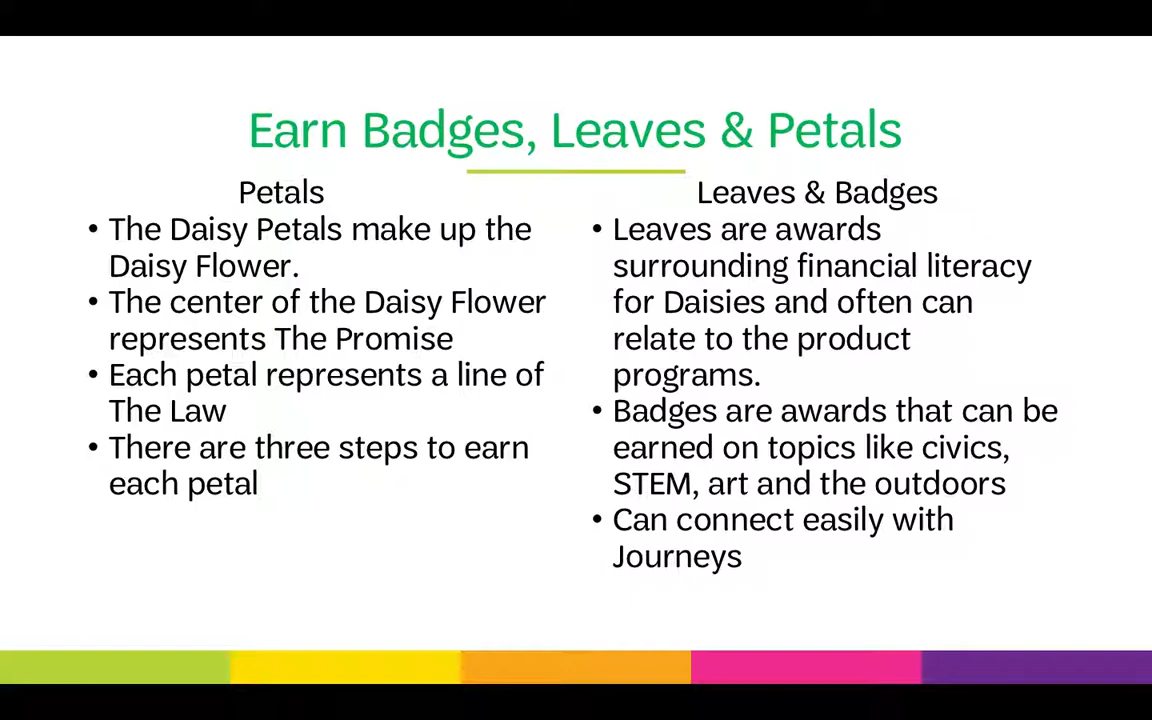 Earn Badges, Leaves & Petals
Petals
• The Daisy Petals make up the
Daisy Flower.
• The center of the Daisy Flower
represents The Promise
• Each petal represents a line of
The Law
• There are three steps to earn
each petal
Leaves & Badges
• Leaves are awards
surrounding financial literacy
for Daisies and often can
relate to the product
programs.
• Badges are awards that can be
earned on topics like civics,
STEM, art and the outdoors
• Can connect easily with
Journeys